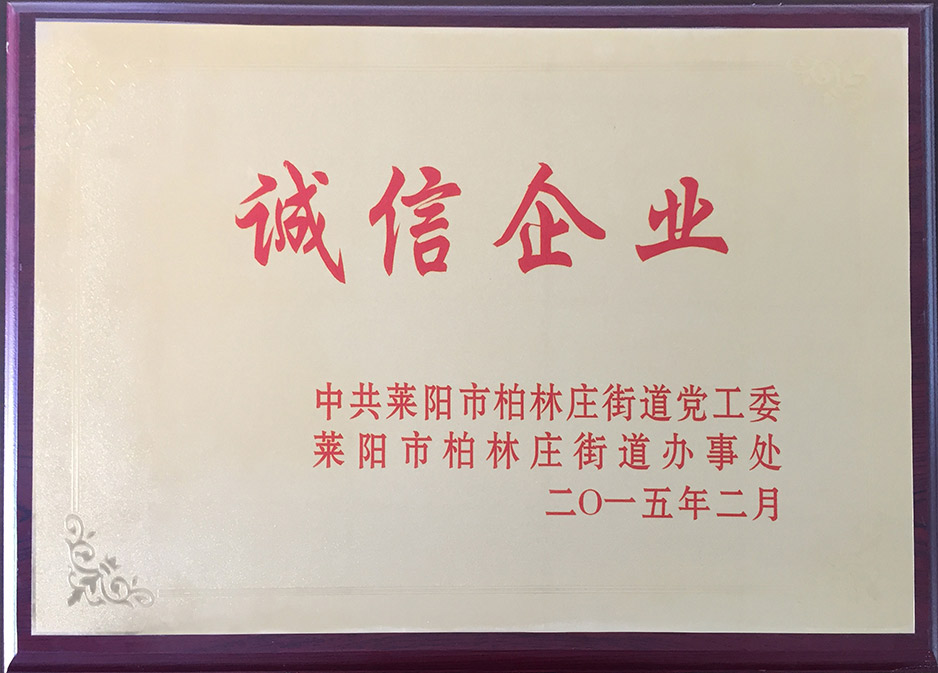 诚信企业
中共莱阳市柏林庄街道党工委
莱阳市柏林庄街道办事处
二〇一五年二月